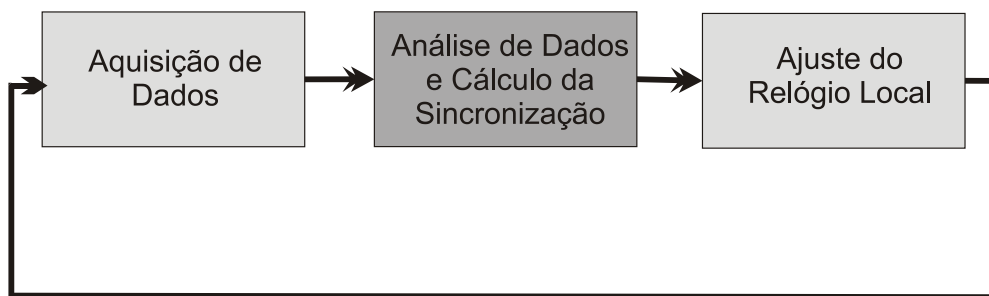 Aquisição de
Dados
Análise de Dados
e Cálculo da
Sincronização
Ajuste do
Relógio Local